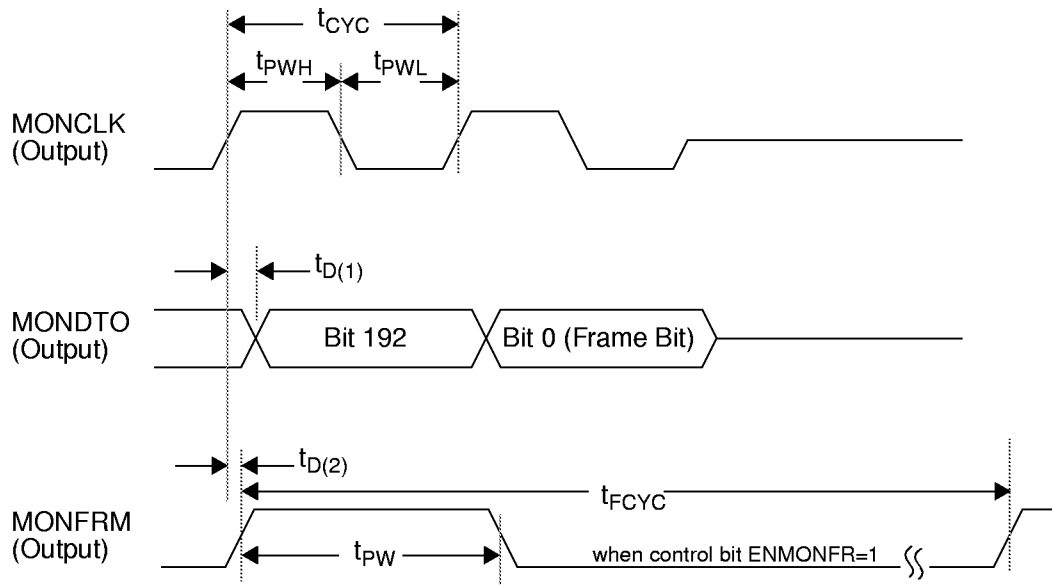 tCYC
tPWH tPWL
MONCLK
(Output)
tD(1)
MONDTO
(Output)
Bit 192 Bit 0 (Frame Bit)
tD(2)
tFCYC
MONFRM
(Output)
tPW
when control bit ENMONFR=1